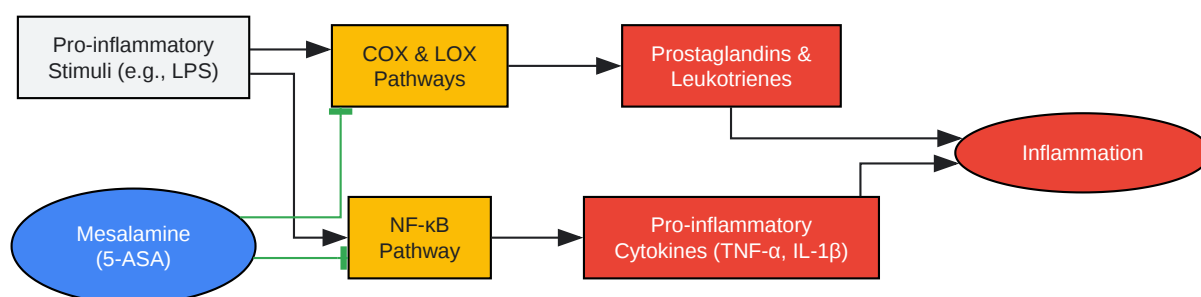 Pro-inflammatory
Stimuli (e.g., LPS)
COX & LOX
Pathways
Prostaglandins &
Leukotrienes
Inflammation
Mesalamine
(5-ASA)
NF-κB
Pathway
Pro-inflammatory
Cytokines (TNF-α, IL-1β)